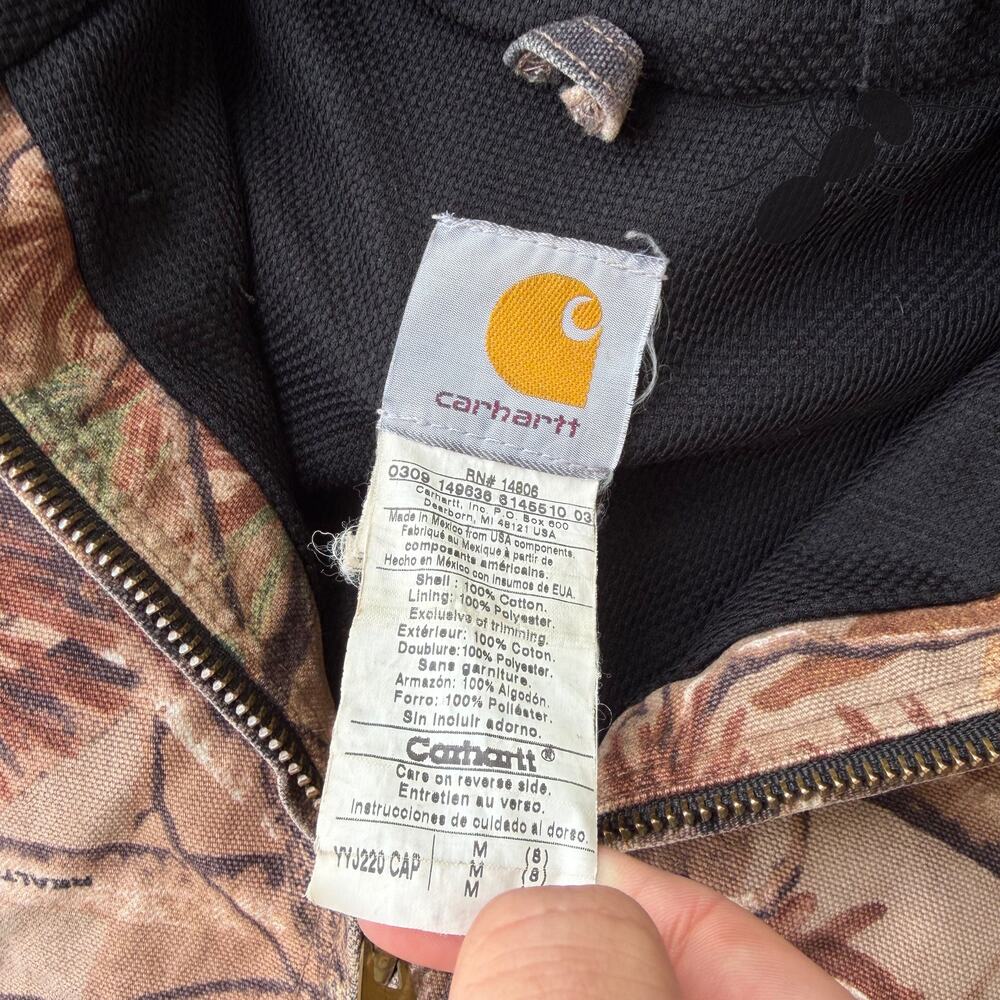 carhartt
RN# 14806
0309 149636 6145510 03
Carhartt, Inc. P.O. Box 600
Dearborn, MI 48121 USA
Made in Mexico from USA components.
Fabriqué au Mexique à partir de
composants américains.
Hecho en México con insumos de EUA.
Shell : 100% Cotton.
Lining: 100% Polyester.
Exclusive of trimming.
Extérieur: 100% Coton.
Doublure: 100% Polyester.
Sans garniture.
Armazón: 100% Algodón.
Forro: 100% Poliéster.
Sin incluir adorno.
Carhartt®
Care on reverse side.
Entretien au verso.
Instrucciones de cuidado al dorso.
YYJ220 CAP
M (8)
M (8)
M